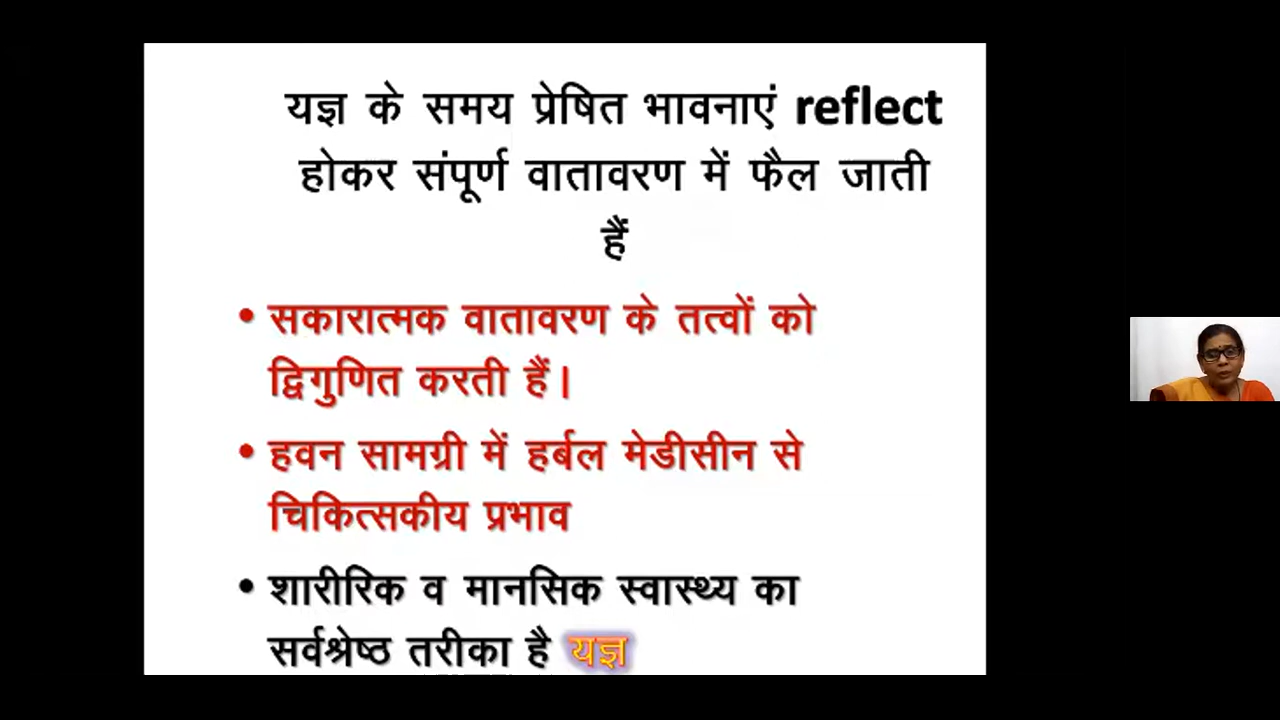 यज्ञ के समय प्रेषित भावनाएं reflect
होकर संपूर्ण वातावरण में फैल जाती
हैं
• सकारात्मक वातावरण के तत्वों को
द्विगुणित करती हैं।
• हवन सामग्री में हर्बल मेडीसीन से
चिकित्सकीय प्रभाव
• शारीरिक व मानसिक स्वास्थ्य का
सर्वश्रेष्ठ तरीका है यज्ञ